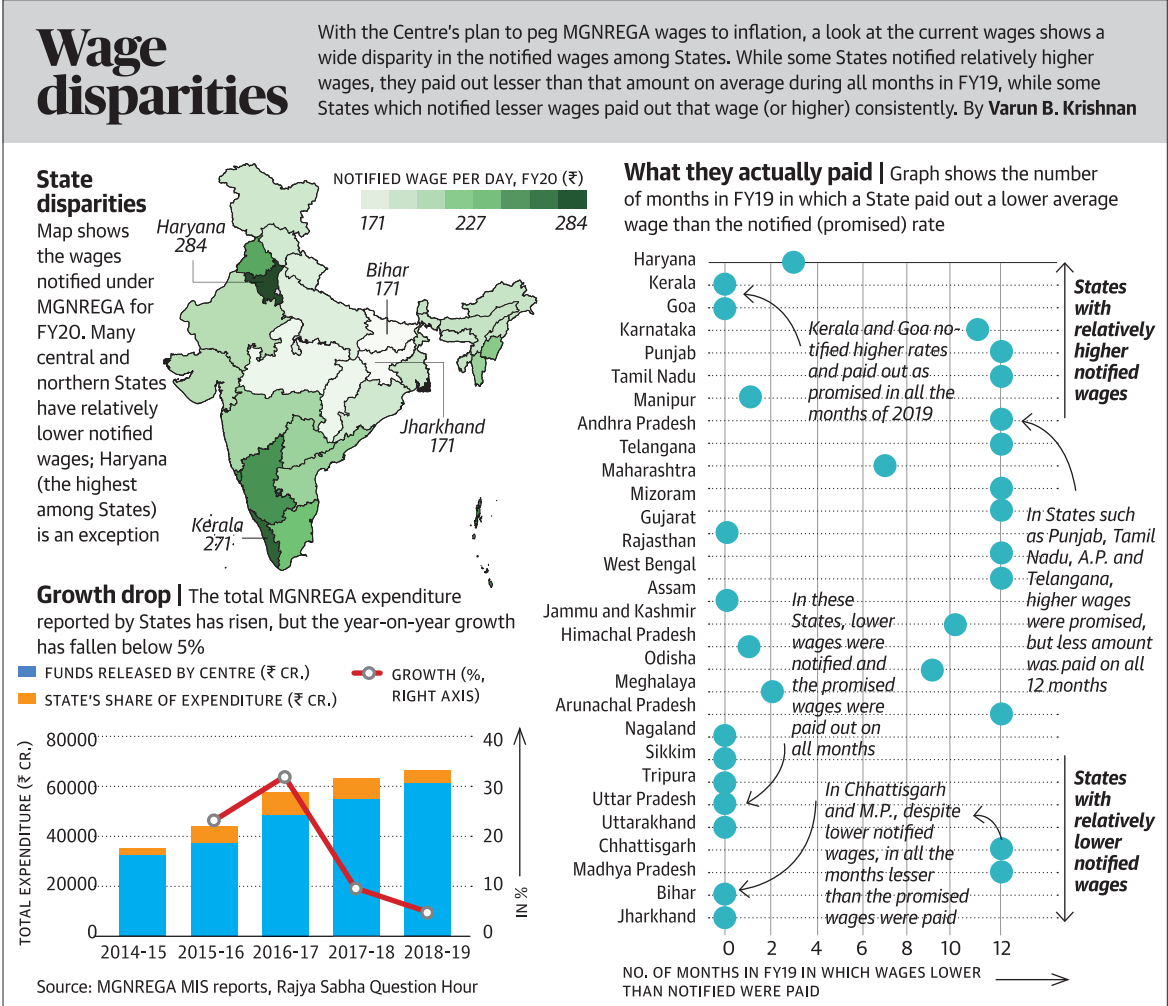 Wage
disparities
With the Centre's plan to peg MGNREGA wages to inflation, a look at the current wages shows a
wide disparity in the notified wages among States. While some States notified relatively higher
wages, they paid out lesser than that amount on average during all months in FY19, while some
States which notified lesser wages paid out that wage (or higher) consistently. By Varun B. Krishnan
State
disparities
Map shows
the wages
notified under
MGNREGA for
FY20. Many
central and
northern States
have relatively
lower notified
wages; Haryana
(the highest
among States)
is an exception
NOTIFIED WAGE PER DAY, FY20 (₹)
171 227 284
Haryana
284
Bihar
171
Jharkhand
171
Kerala
271
Growth drop | The total MGNREGA expenditure
reported by States has risen, but the year-on-year growth
has fallen below 5%
FUNDS RELEASED BY CENTRE (₹ CR.)
STATE'S SHARE OF EXPENDITURE (₹ CR.)
GROWTH (%,
RIGHT AXIS)
TOTAL EXPENDITURE (₹ CR.)
80000
60000
40000
20000
0
40
30
20
10
0
IN %
2014-15 2015-16 2016-17 2017-18 2018-19
Source: MGNREGA MIS reports, Rajya Sabha Question Hour
What they actually paid | Graph shows the number
of months in FY19 in which a State paid out a lower average
wage than the notified (promised) rate
Haryana
Kerala
Goa
Karnataka
Punjab
Tamil Nadu
Manipur
Andhra Pradesh
Telangana
Maharashtra
Mizoram
Gujarat
Rajasthan
West Bengal
Assam
Jammu and Kashmir
Himachal Pradesh
Odisha
Meghalaya
Arunachal Pradesh
Nagaland
Sikkim
Tripura
Uttar Pradesh
Uttarakhand
Chhattisgarh
Madhya Pradesh
Bihar
Jharkhand
Kerala and Goa no-
tified higher rates
and paid out as
promised in all the
months of 2019
States
with
relatively
higher
notified
wages
In States such
as Punjab, Tamil
Nadu, A.P. and
Telangana,
higher wages
were promised,
but less amount
was paid on all
12 months
In these
States, lower
wages were
notified and
the promised
wages were
paid out on
all months
In Chhattisgarh
and M.P., despite
lower notified
wages, in all the
months lesser
than the promised
wages were paid
States
with
relatively
lower
notified
wages
0 2 4 6 8 10 12
NO. OF MONTHS IN FY19 IN WHICH WAGES LOWER
THAN NOTIFIED WERE PAID